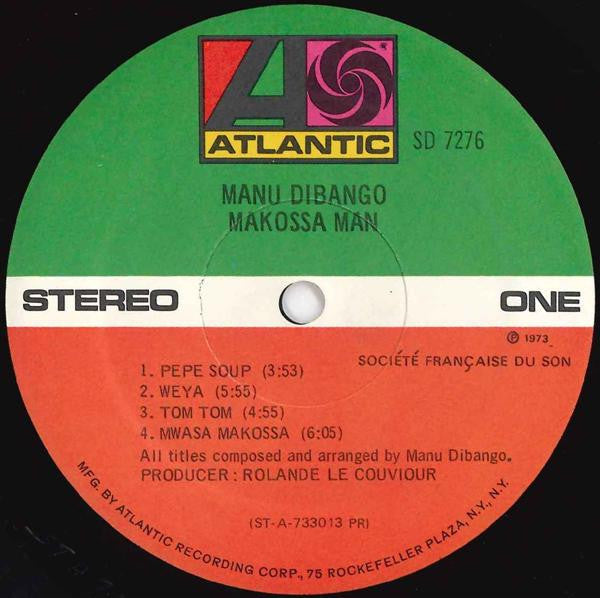 ATLANTIC
SD 7276
MANU DIBANGO
MAKOSSA MAN
STEREO
ONE
℗ 1973
SOCIÉTÉ FRANÇAISE DU SON
1. PEPE SOUP (3:53)
2. WEYA (5:55)
3. TOM TOM (4:55)
4. MWASA MAKOSSA (6:05)
All titles composed and arranged by Manu Dibango.
PRODUCER : ROLANDE LE COUVIOUR
(ST-A-733013 PR)
MFG. BY ATLANTIC RECORDING CORP., 75 ROCKEFELLER PLAZA, N.Y., N.Y.